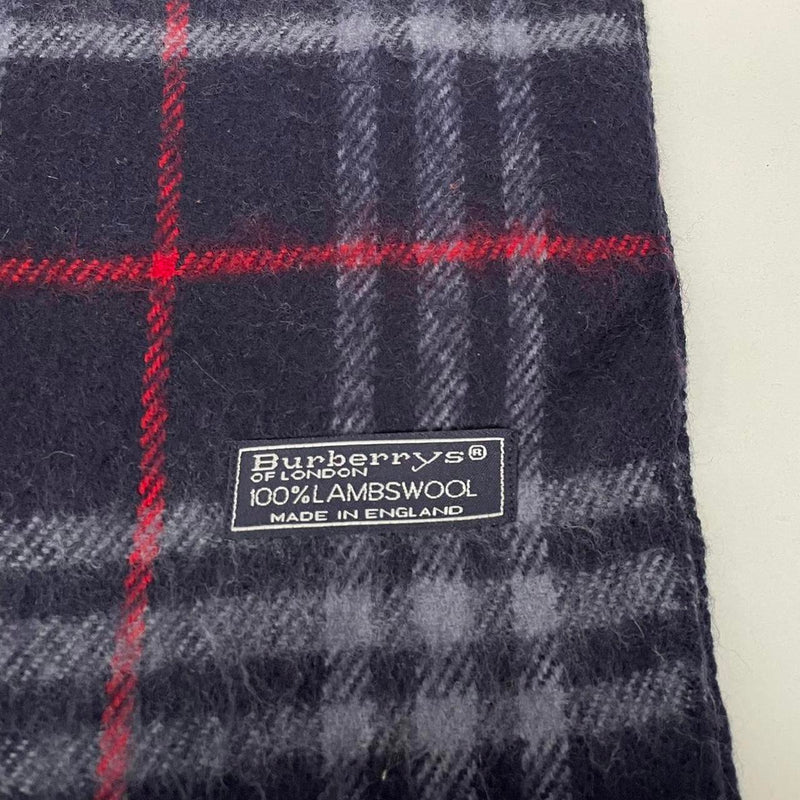 Burberrys®
OF LONDON
100%LAMBSWOOL
MADE IN ENGLAND